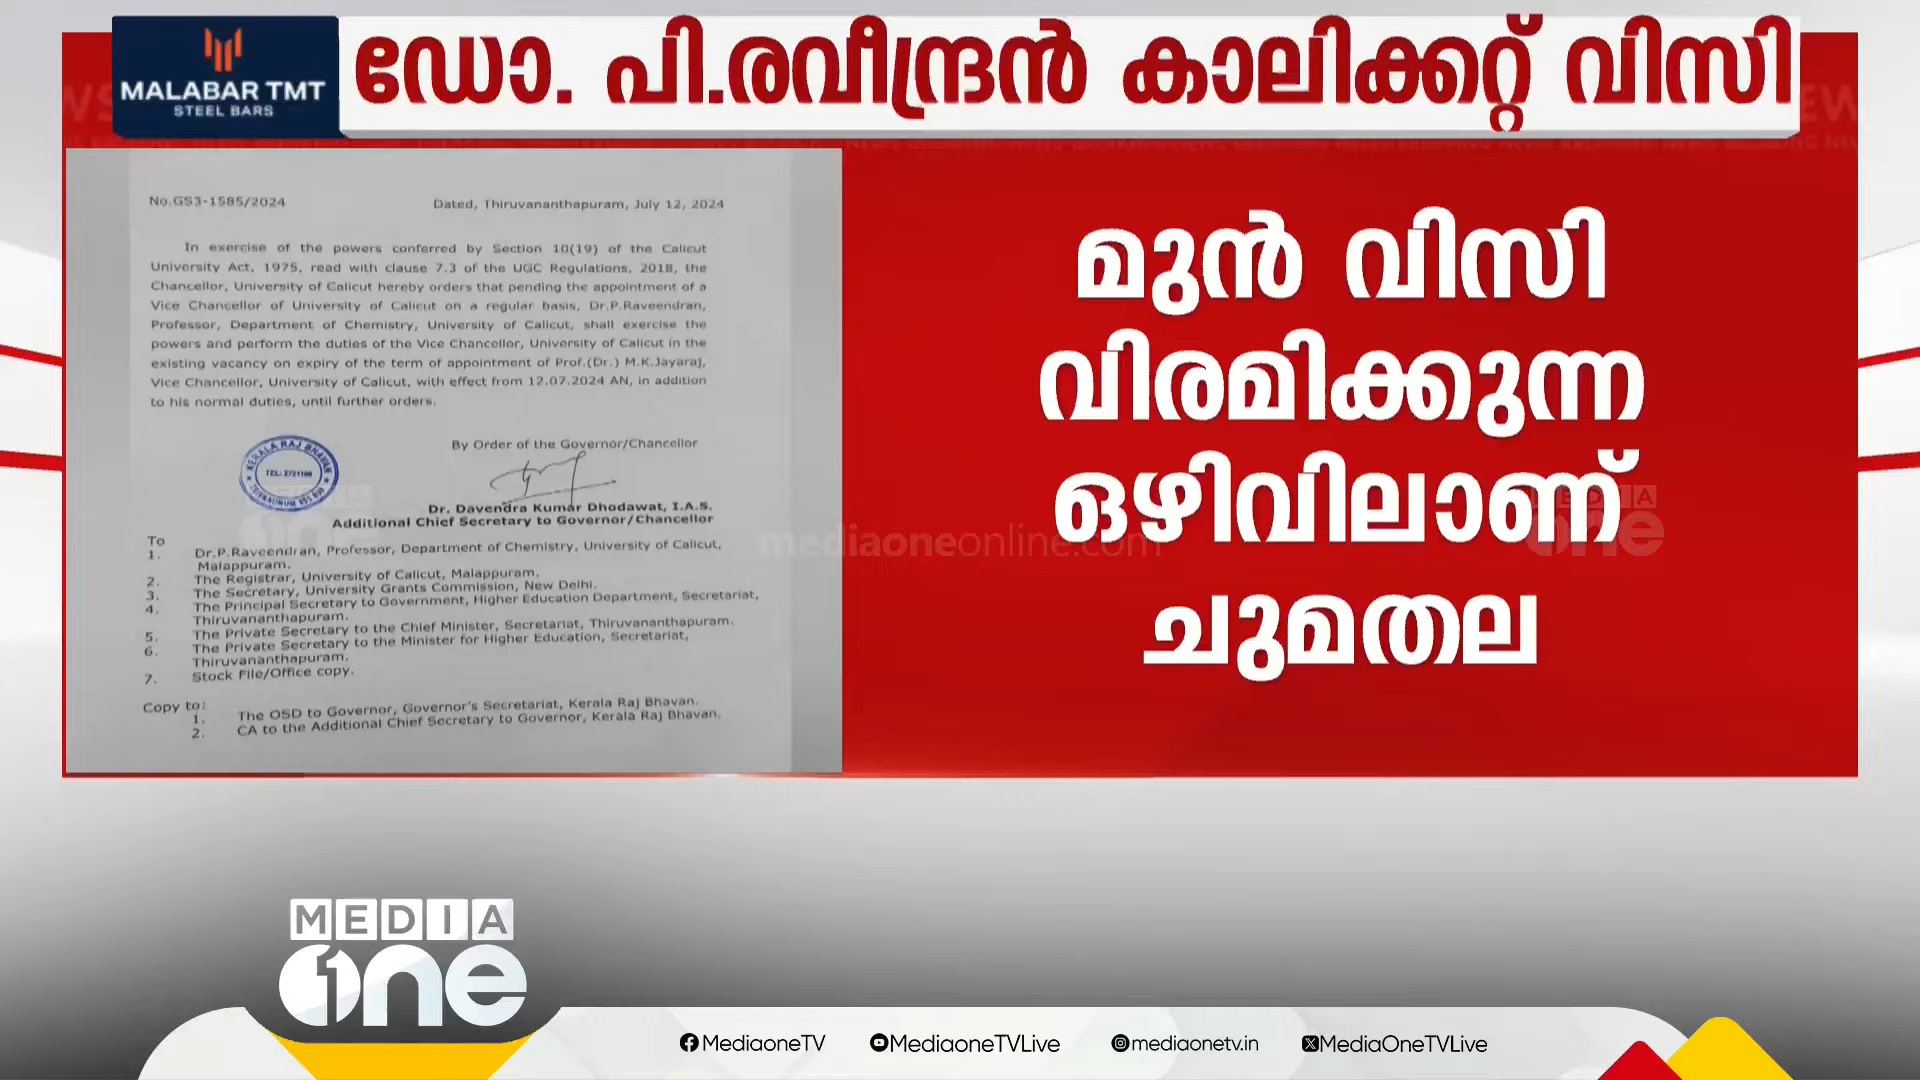 MALABAR TMT
STEEL BARS
ഡോ. പി.രവീന്ദ്രൻ കാലിക്കറ്റ് വിസി
No.GS3-1585/2024
Dated, Thiruvananthapuram, July 12, 2024
In exercise of the powers conferred by Section 10(19) of the Calicut
University Act, 1975, read with clause 7.3 of the UGC Regulations, 2018, the
Chancellor, University of Calicut hereby orders that pending the appointment of a
Vice Chancellor of University of Calicut on a regular basis, Dr.P.Raveendran,
Professor, Department of Chemistry, University of Calicut, shall exercise the
powers and perform the duties of the Vice Chancellor, University of Calicut in the
existing vacancy on expiry of the term of appointment of Prof.(Dr.) M.K.Jayaraj,
Vice Chancellor, University of Calicut, with effect from 12.07.2024 AN, in addition
to his normal duties, until further orders.
By Order of the Governor/Chancellor
KERALA RAJ BHAVAN
Dr. Davendra Kumar Dhodawat, I.A.S.
Additional Chief Secretary to Governor/Chancellor
To
1. Dr.P.Raveendran, Professor, Department of Chemistry, University of Calicut,
Malappuram.
2. The Registrar, University of Calicut, Malappuram.
3. The Secretary, University Grants Commission, New Delhi.
4. The Principal Secretary to Government, Higher Education Department, Secretariat,
Thiruvananthapuram.
5. The Private Secretary to the Chief Minister, Secretariat, Thiruvananthapuram.
6. The Private Secretary to the Minister for Higher Education, Secretariat,
Thiruvananthapuram.
7. Stock File/Office copy.
Copy to:
1. The OSD to Governor, Governor's Secretariat, Kerala Raj Bhavan.
2. CA to the Additional Chief Secretary to Governor, Kerala Raj Bhavan.
മുൻ വിസി
വിരമിക്കുന്ന
ഒഴിവിലാണ്
ചുമതല
mediaoneonline.com
MEDIA
one
MEDIA
one
MediaoneTV
MediaoneTVLive
mediaonetv.in
MediaOneTVLive